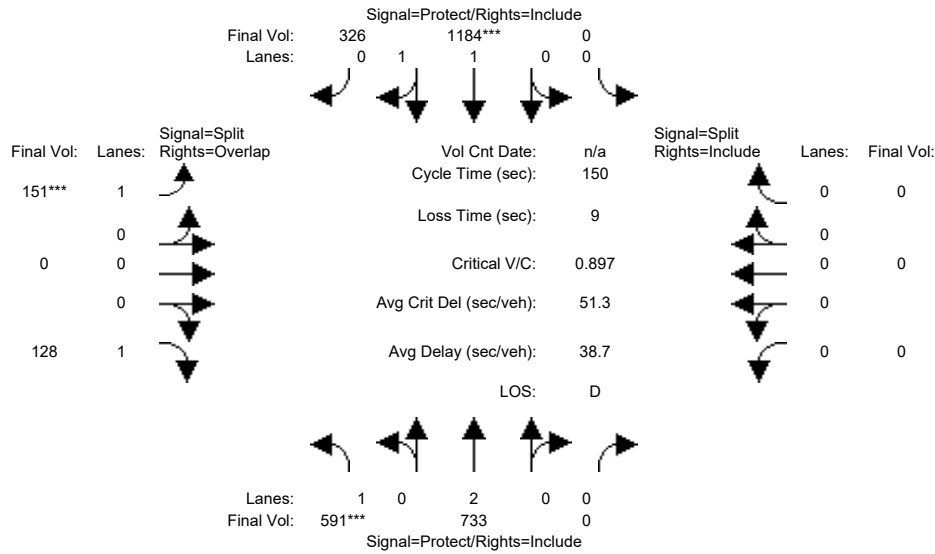 Signal=Protect/Rights=Include
Final Vol: 326 1184*** 0
Lanes: 0 1 1 0 0
Signal=Split
Rights=Overlap
Signal=Split
Rights=Include
Final Vol: Lanes:
Vol Cnt Date: n/a
Lanes: Final Vol:
Cycle Time (sec): 150
151*** 1
0 0
Loss Time (sec): 9
0
0
0 0
Critical V/C: 0.897
0 0
0
Avg Crit Del (sec/veh): 51.3
0
128 1
Avg Delay (sec/veh): 38.7
0 0
LOS: D
Lanes: 1 0 2 0 0
Final Vol: 591*** 733 0
Signal=Protect/Rights=Include